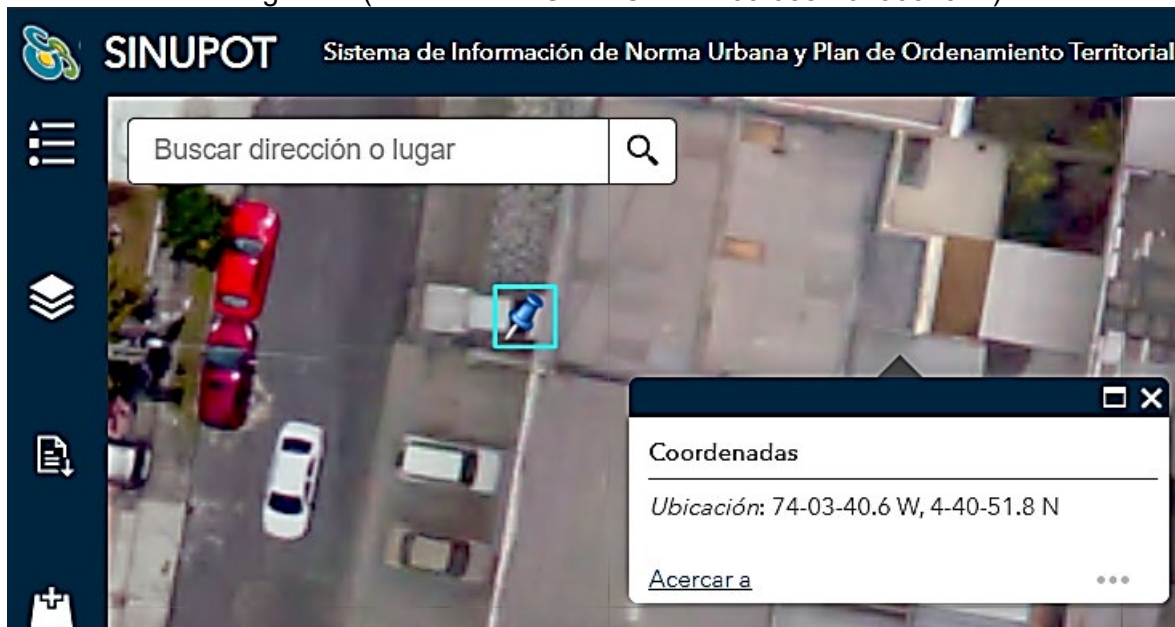 SINUPOT Sistema de Información de Norma Urbana y Plan de Ordenamiento Territorial
Buscar dirección o lugar
Coordenadas
Ubicación: 74-03-40.6 W, 4-40-51.8 N
Acercar a